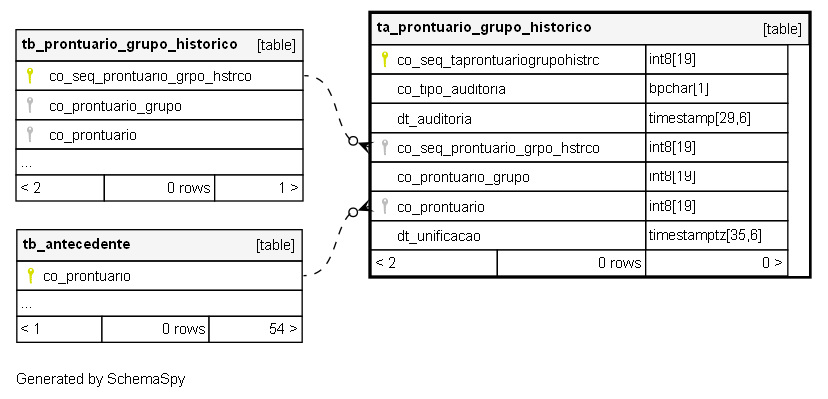 tb_prontuario_grupo_historico [table]
co_seq_prontuario_grpo_hstrco
co_prontuario_grupo
co_prontuario
...
< 2 0 rows 1 >
tb_antecedente [table]
co_prontuario
...
< 1 0 rows 54 >
ta_prontuario_grupo_historico [table]
co_seq_taprontuariogrupohistrc int8[19]
co_tipo_auditoria bpchar[1]
dt_auditoria timestamp[29,6]
co_seq_prontuario_grpo_hstrco int8[19]
co_prontuario_grupo int8[19]
co_prontuario int8[19]
dt_unificacao timestamptz[35,6]
< 2 0 rows 0 >
Generated by SchemaSpy